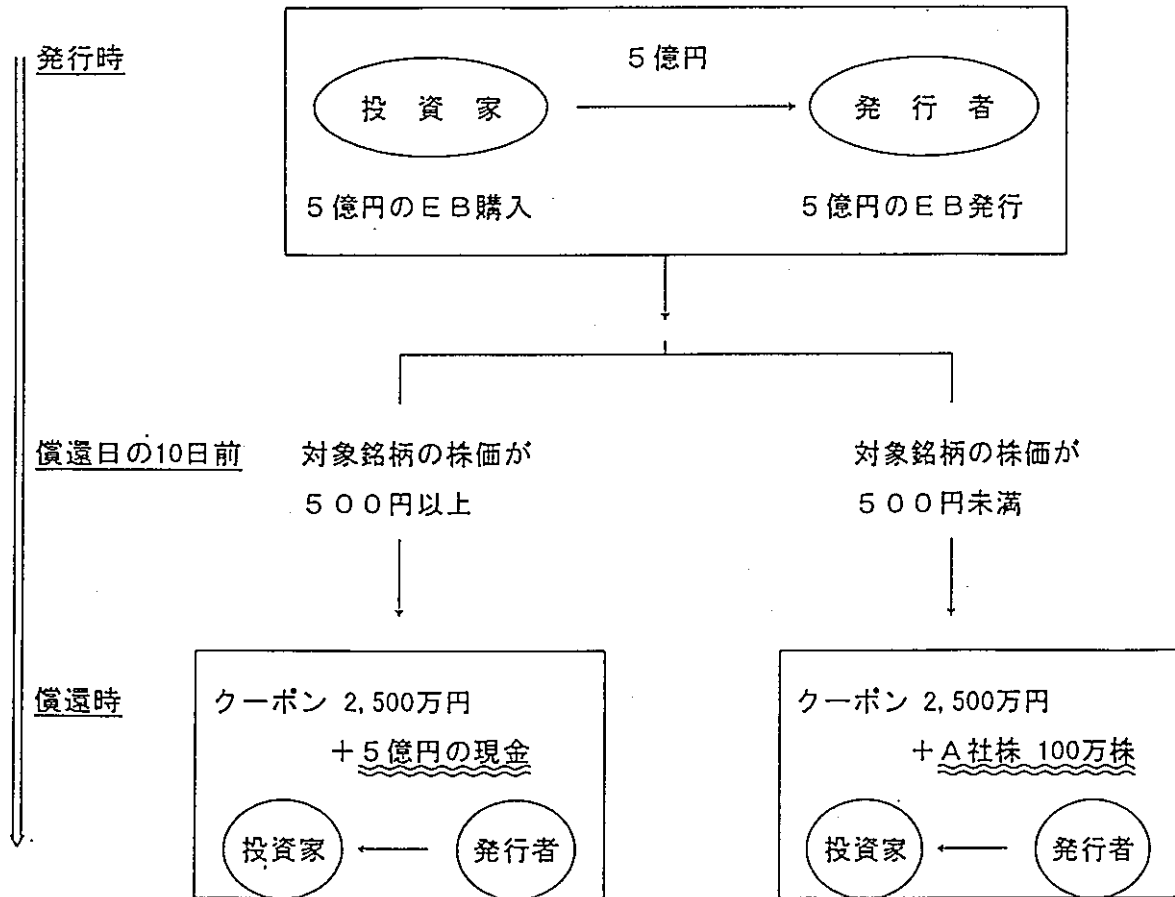 発行時
5億円
投資家
発行者
5億円のEB購入
5億円のEB発行
償還日の10日前
対象銘柄の株価が
500円以上
対象銘柄の株価が
500円未満
償還時
クーポン 2,500万円
+5億円の現金
投資家
発行者
クーポン 2,500万円
+A社株 100万株
投資家
発行者